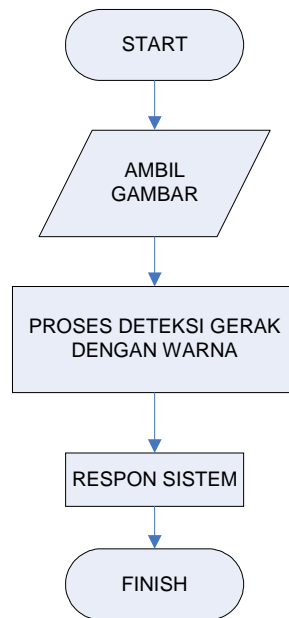 START
AMBIL
GAMBAR
PROSES DETEKSI GERAK
DENGAN WARNA
RESPON SISTEM
FINISH